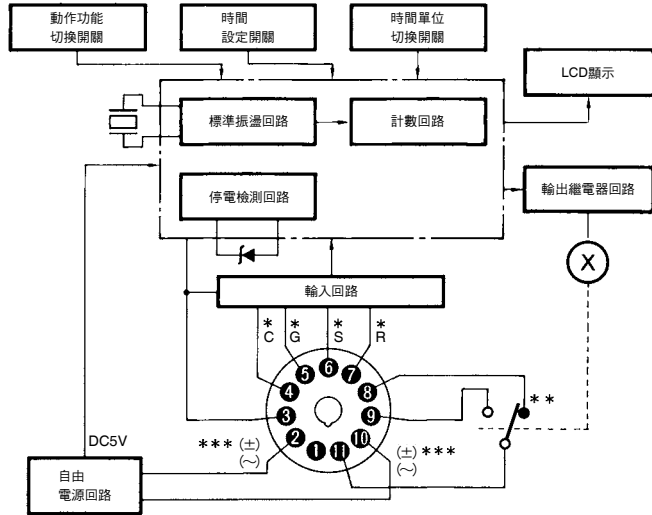 動作功能
切換開關
時間
設定開關
時間單位
切換開關
LCD顯示
標準振盪回路
計數回路
停電檢測回路
輸出繼電器回路
X
輸入回路
* * * *
C G S R
5 6 7
4 8
3 9
2 10
1 11
**
DC5V
*** (±)
(~)
(±) ***
(~)
自由
電源回路